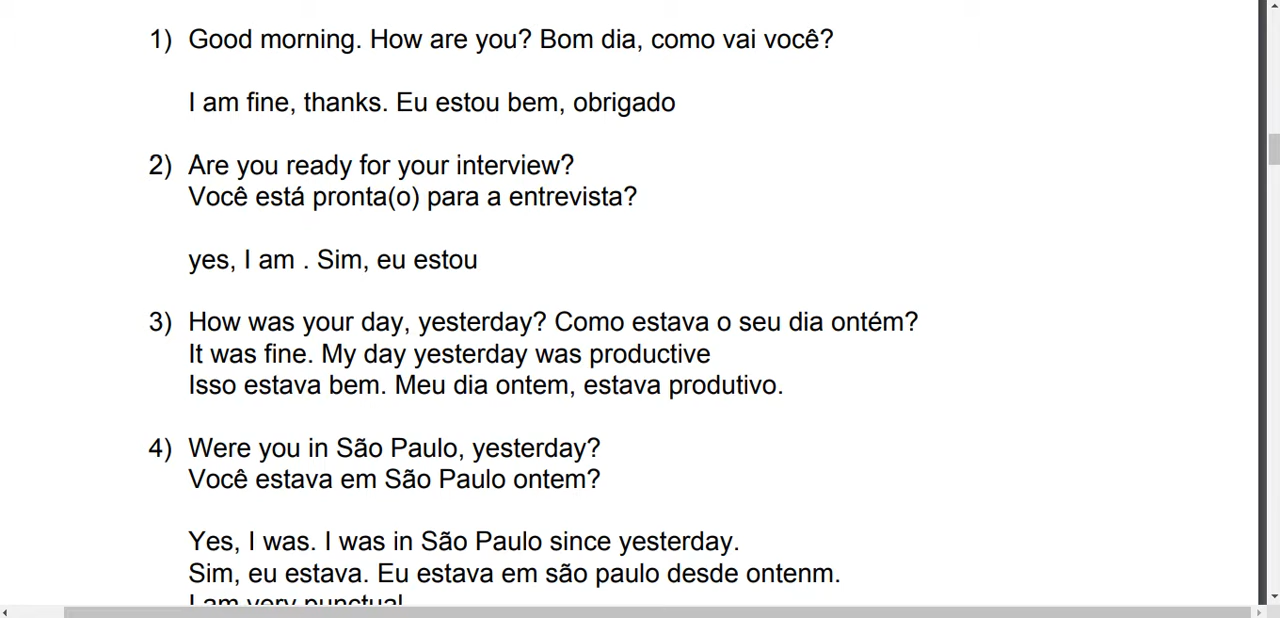 1) Good morning. How are you? Bom dia, como vai você?
I am fine, thanks. Eu estou bem, obrigado
2) Are you ready for your interview?
Você está pronta(o) para a entrevista?
yes, I am . Sim, eu estou
3) How was your day, yesterday? Como estava o seu dia ontém?
It was fine. My day yesterday was productive
Isso estava bem. Meu dia ontem, estava produtivo.
4) Were you in São Paulo, yesterday?
Você estava em São Paulo ontem?
Yes, I was. I was in São Paulo since yesterday.
Sim, eu estava. Eu estava em são paulo desde ontenm.
I am very punctual